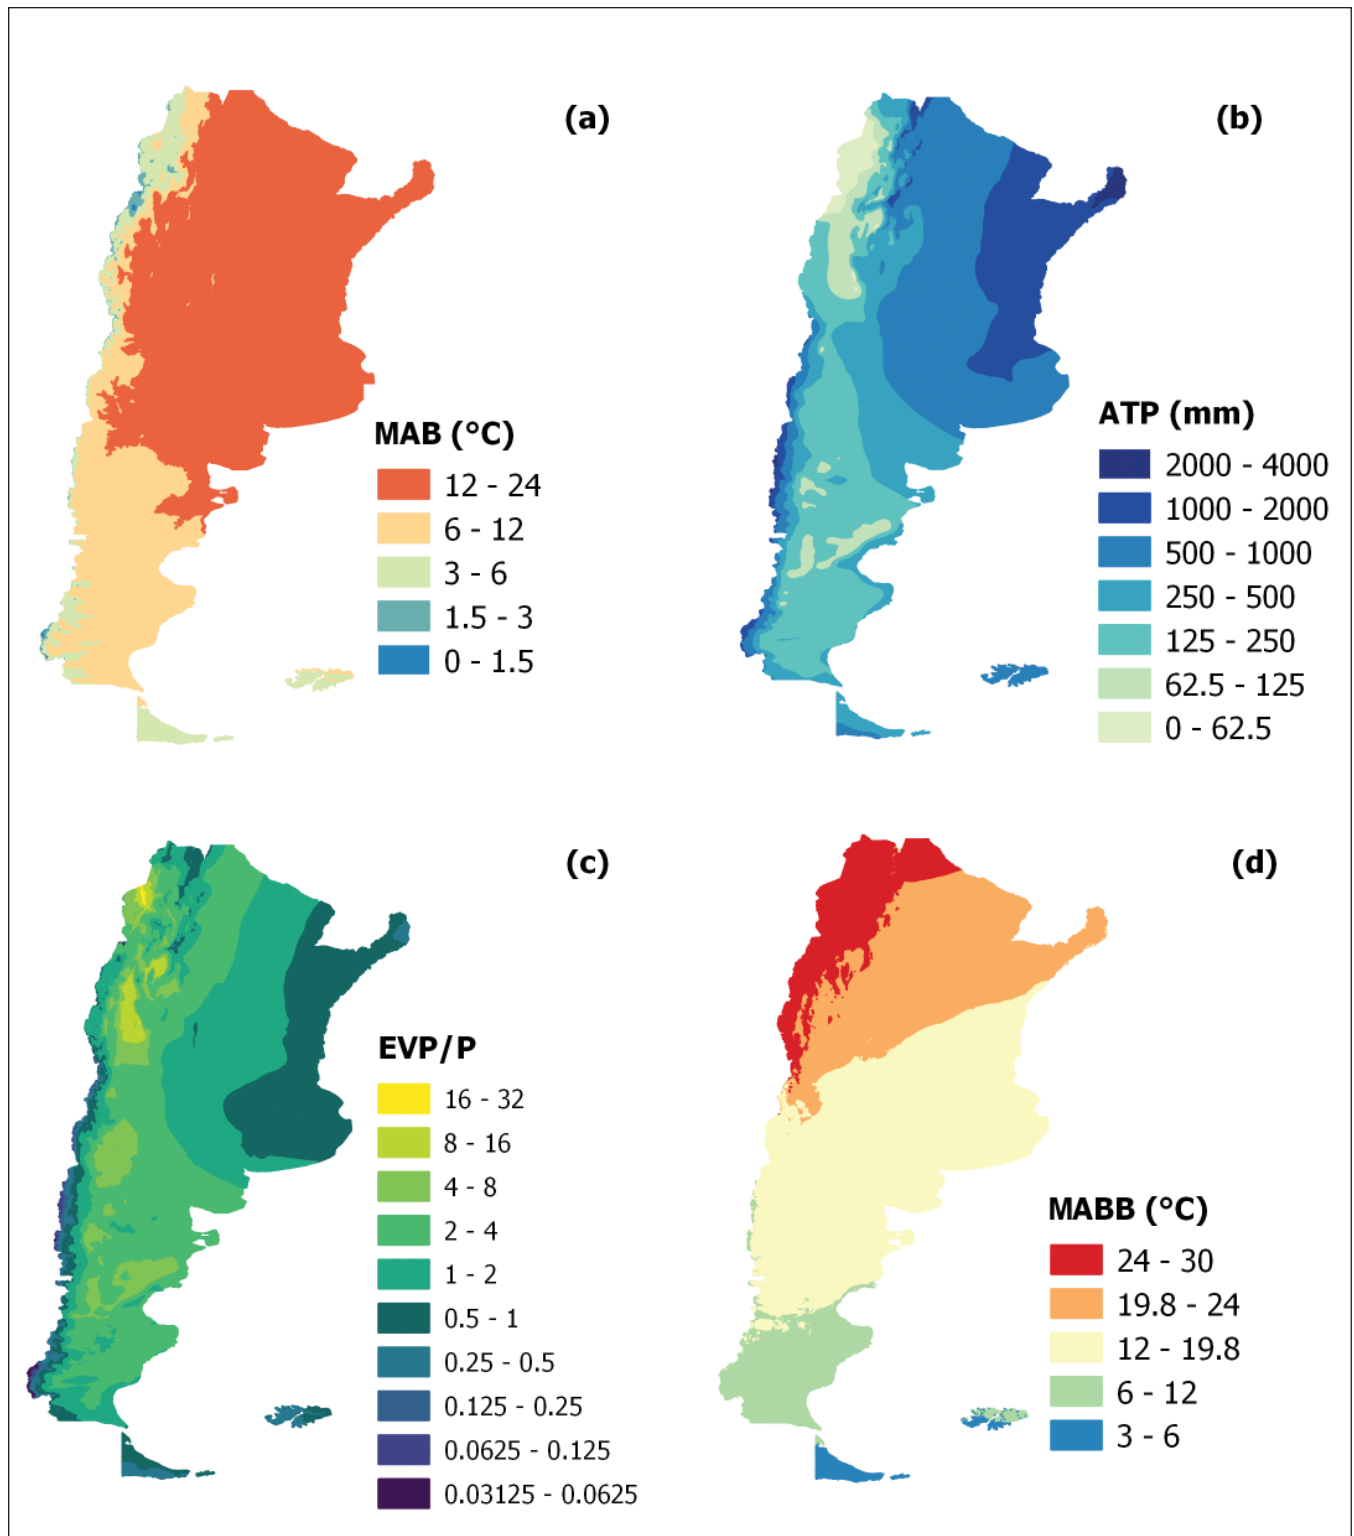 (a)
MAB (°C)
12 - 24
6 - 12
3 - 6
1.5 - 3
0 - 1.5
(b)
ATP (mm)
2000 - 4000
1000 - 2000
500 - 1000
250 - 500
125 - 250
62.5 - 125
0 - 62.5
(c)
EVP/P
16 - 32
8 - 16
4 - 8
2 - 4
1 - 2
0.5 - 1
0.25 - 0.5
0.125 - 0.25
0.0625 - 0.125
0.03125 - 0.0625
(d)
MABB (°C)
24 - 30
19.8 - 24
12 - 19.8
6 - 12
3 - 6